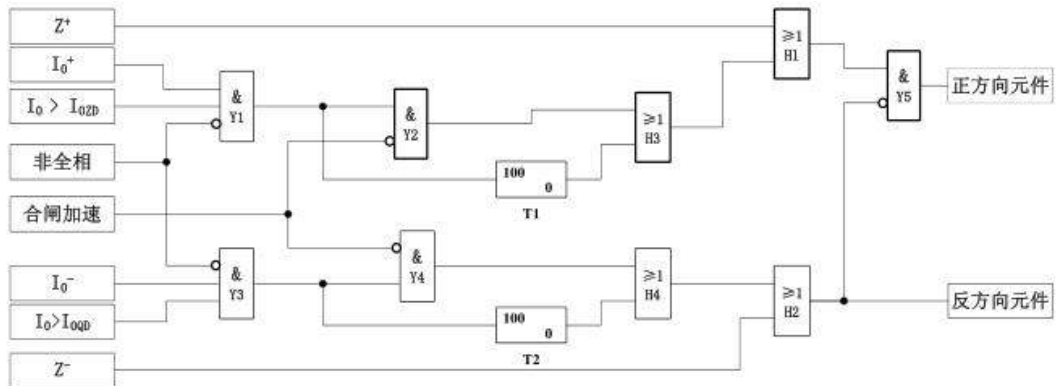 Z⁺
I₀⁺
I₀ > I₀ZD
非全相
合闸加速
I₀⁻
I₀>I₀QD
Z⁻
&
Y1
&
Y2
&
Y3
&
Y4
100
0
T1
100
0
T2
≥1
H3
≥1
H4
≥1
H1
≥1
H2
&
Y5
正方向元件
反方向元件